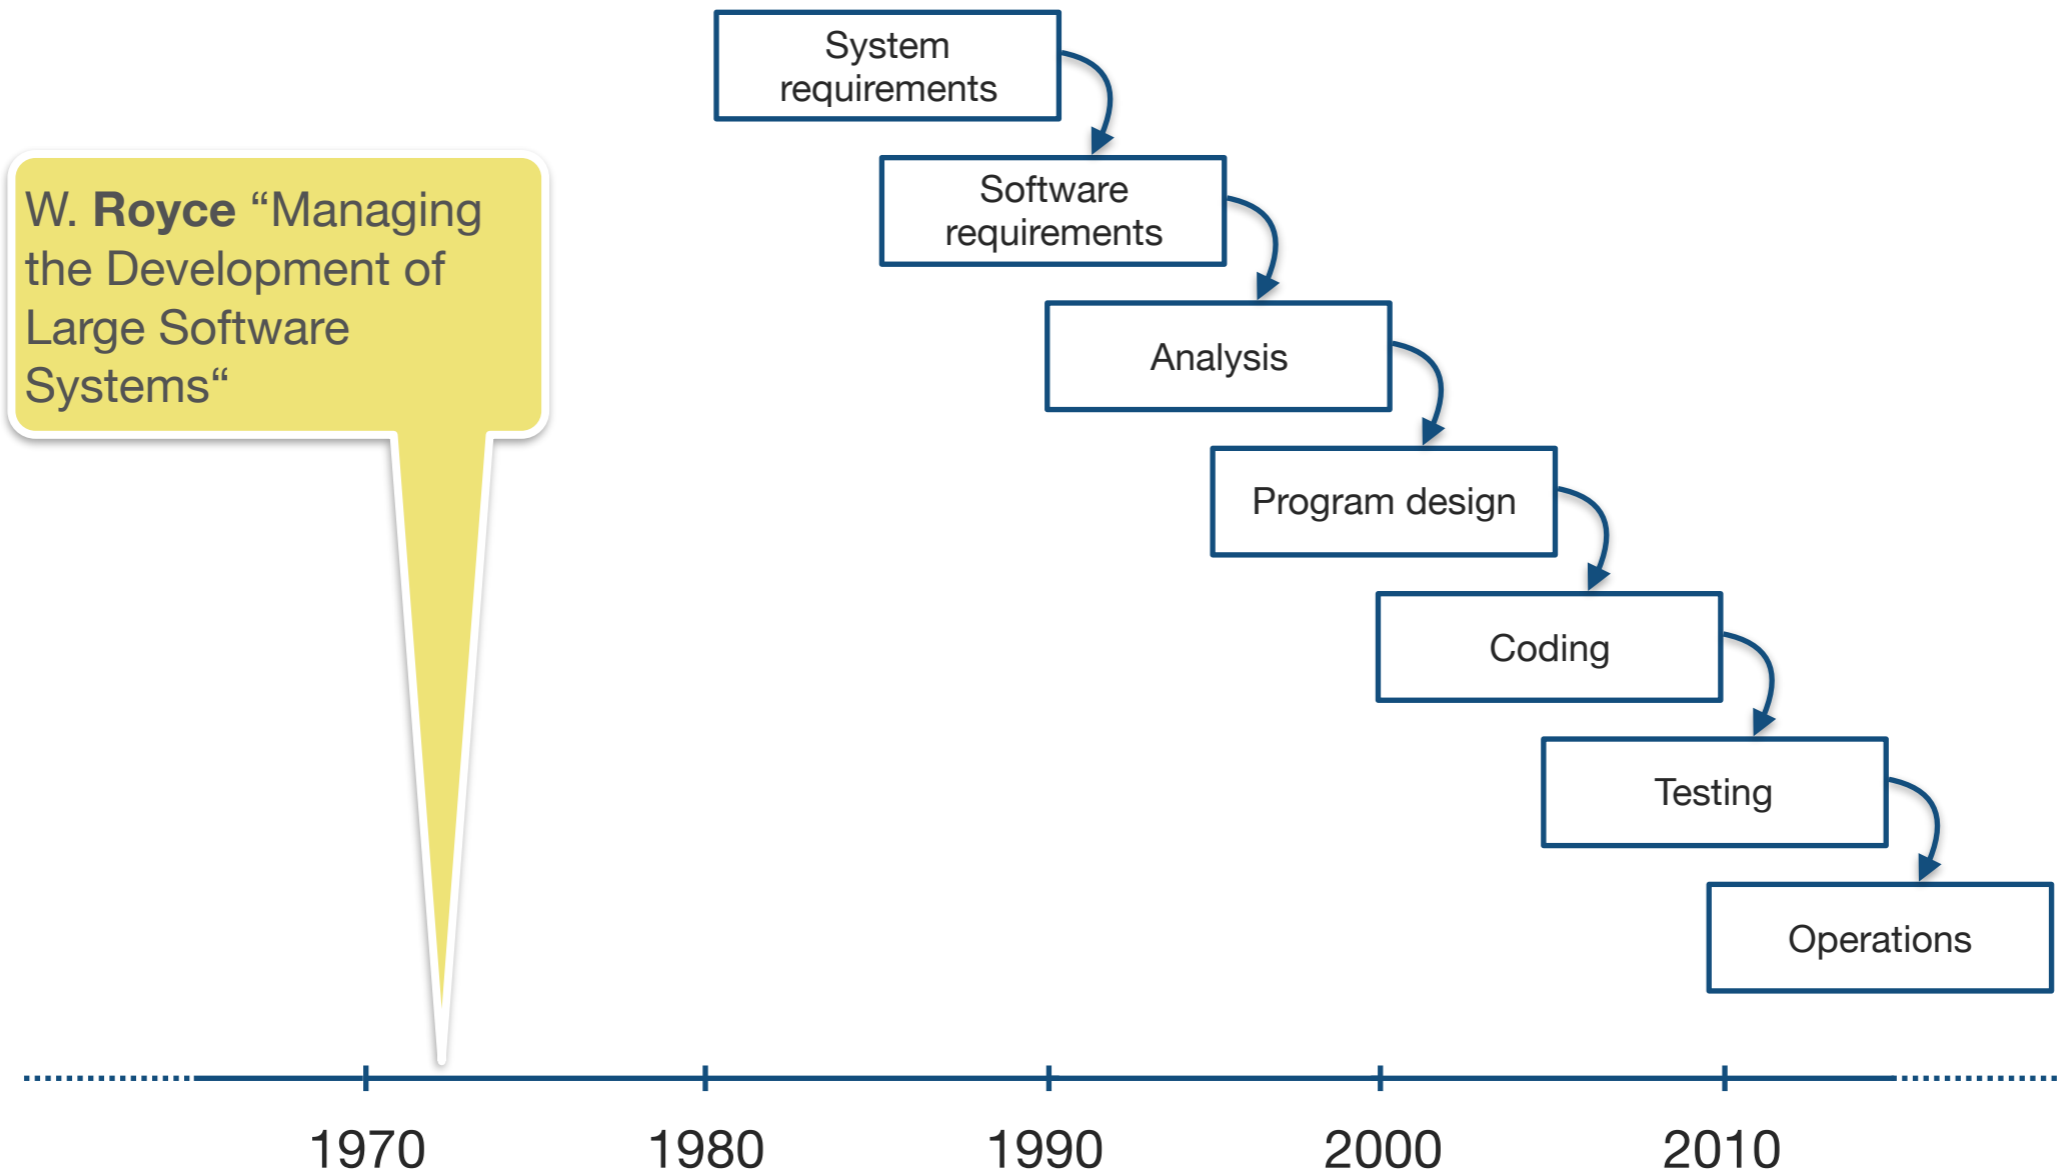 System
requirements
W. Royce “Managing
the Development of
Large Software
Systems“
Software
requirements
Analysis
Program design
Coding
Testing
Operations
1970 1980 1990 2000 2010